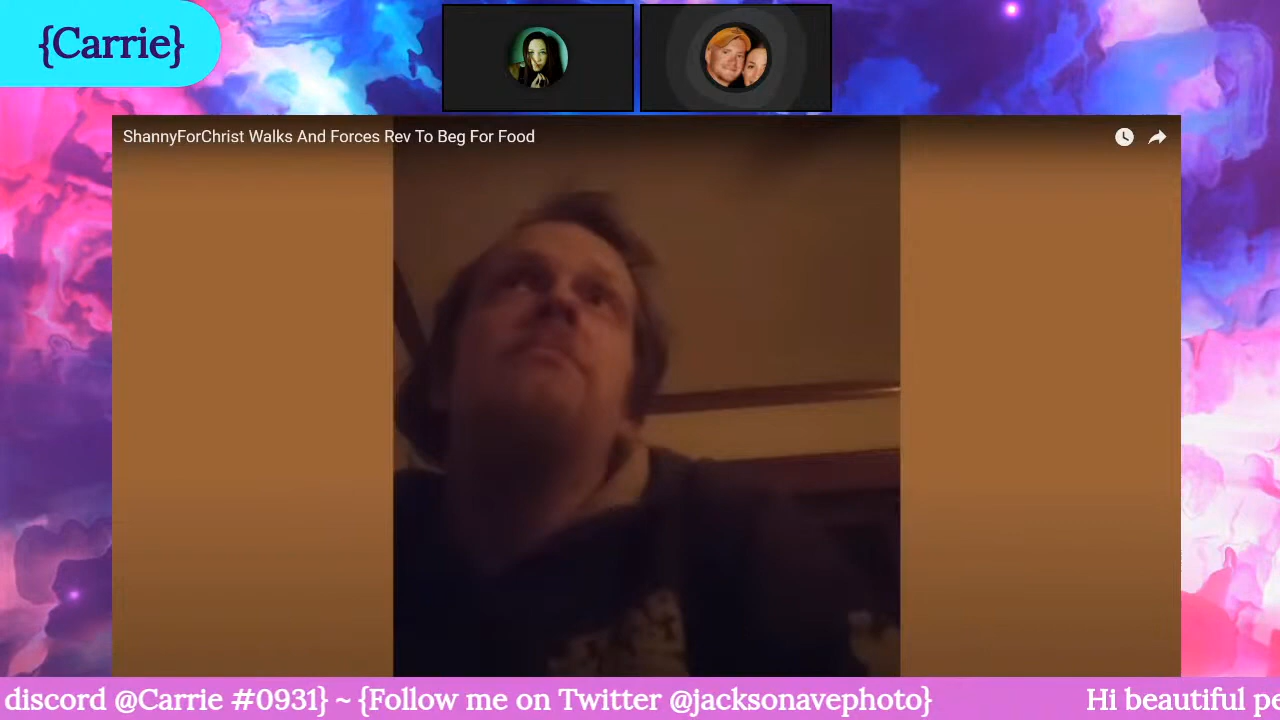 {Carrie}
ShannyForChrist Walks And Forces Rev To Beg For Food
discord @Carrie #0931} ~ {Follow me on Twitter @jacksonavephoto} Hi beautiful pe